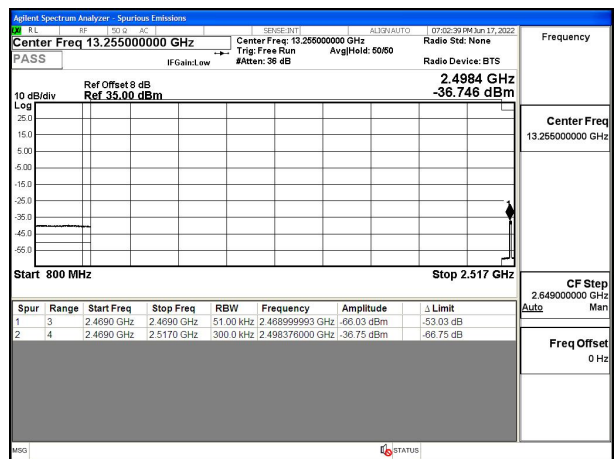 Agilent Spectrum Analyzer - Spurious Emissions
RL RF 50 Ω AC SENSE:INT ALIGN AUTO 07:02:39 PM Jun 17, 2022
Center Freq 13.255000000 GHz
Center Freq: 13.255000000 GHz
Radio Std: None
Trig: Free Run Avg|Hold: 50/50
PASS
IFGain:Low
#Atten: 36 dB
Radio Device: BTS
Ref Offset 8 dB
2.4984 GHz
10 dB/div Ref 35.00 dBm
-36.746 dBm
Log
25.0
15.0
5.00
-5.00
-15.0
-25.0
-35.0
-45.0
-55.0
Start 800 MHz
Stop 2.517 GHz
Spur Range Start Freq Stop Freq RBW Frequency Amplitude Δ Limit
1 3 2.4690 GHz 2.4690 GHz 51.00 kHz 2.468999993 GHz -66.03 dBm -53.03 dB
2 4 2.4690 GHz 2.5170 GHz 300.0 kHz 2.498376000 GHz -36.75 dBm -66.75 dB
MSG
STATUS
Frequency
Center Freq
13.255000000 GHz
CF Step
2.649000000 GHz
Auto Man
Freq Offset
0 Hz